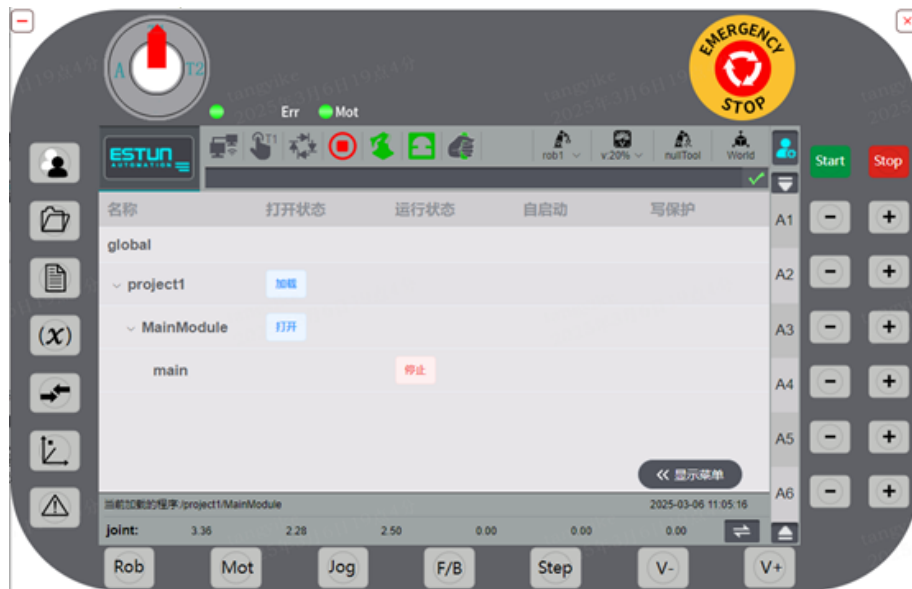 A
T2
EMERGENCY
STOP
Err
Mot
ESTUN
AUTOMATION
T1
rob1
v:20%
nullTool
World
Start
Stop
名称 打开状态 运行状态 自启动 写保护
A1
global
project1 加载
A2
MainModule 打开
A3
main 停止
A4
A5
显示菜单
A6
当前加载的程序:/project1/MainModule 2025-03-06 11:05:16
joint: 3.36 2.28 2.50 0.00 0.00 0.00
Rob Mot Jog F/B Step V- V+
(x)